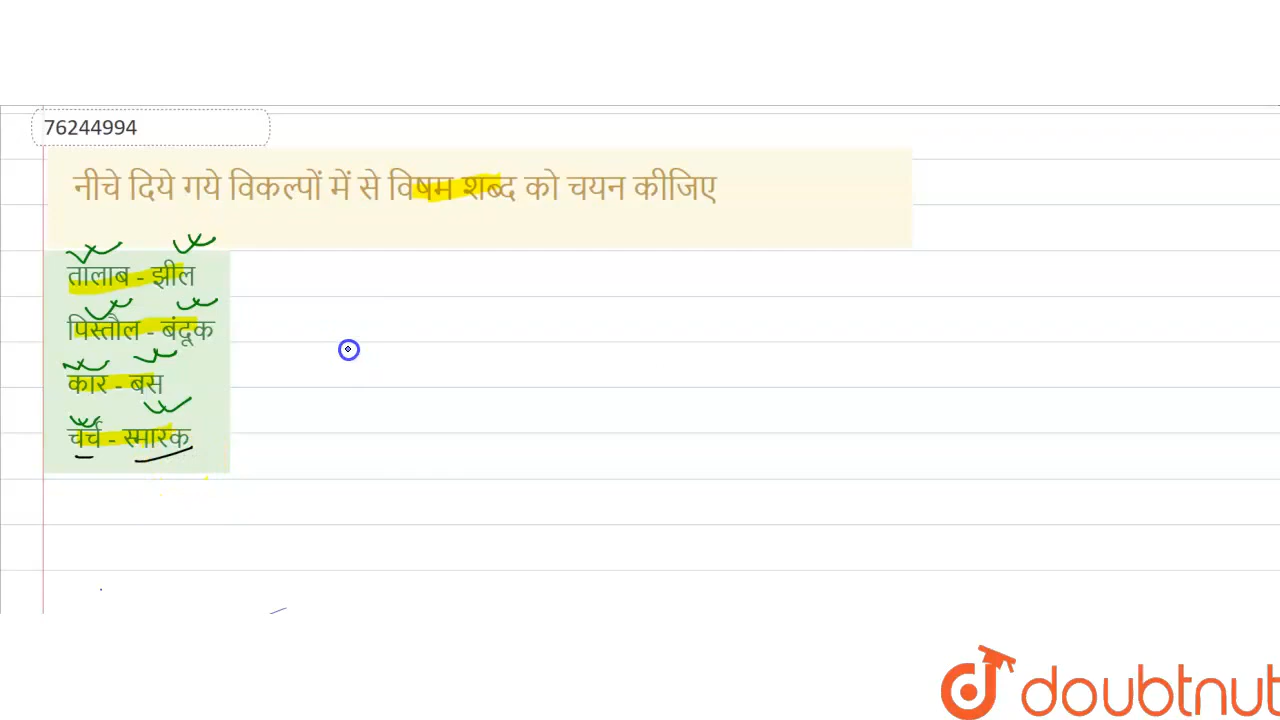 76244994
नीचे दिये गये विकल्पों में से विषम शब्द को चयन कीजिए
तालाब - झील
पिस्तौल - बंदूक
कार - बस
चर्च - स्मारक
doubtnut